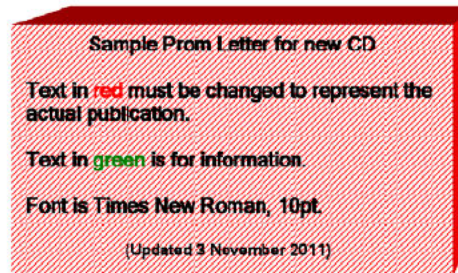 Sample Prom Letter for new CD
Text in red must be changed to represent the
actual publication.
Text in green is for information.
Font is Times New Roman, 10pt.
(Updated 3 November 2011)